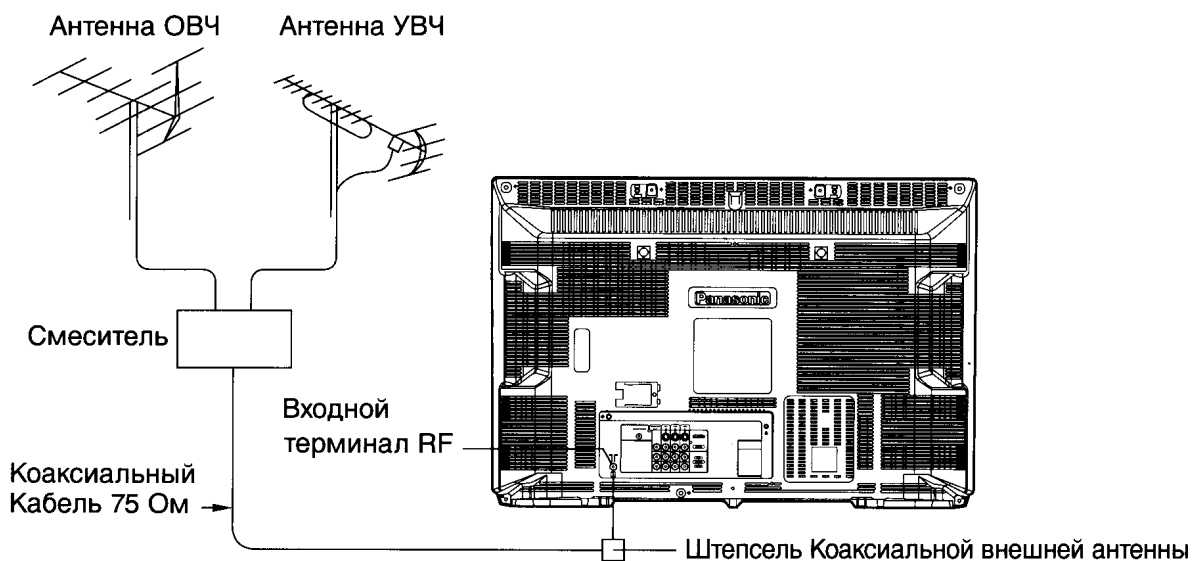 Антенна ОВЧ
Антенна УВЧ
Panasonic
Смеситель
Входной
терминал RF
Коаксиальный
Кабель 75 Ом
Штепсель Коаксиальной внешней антенны